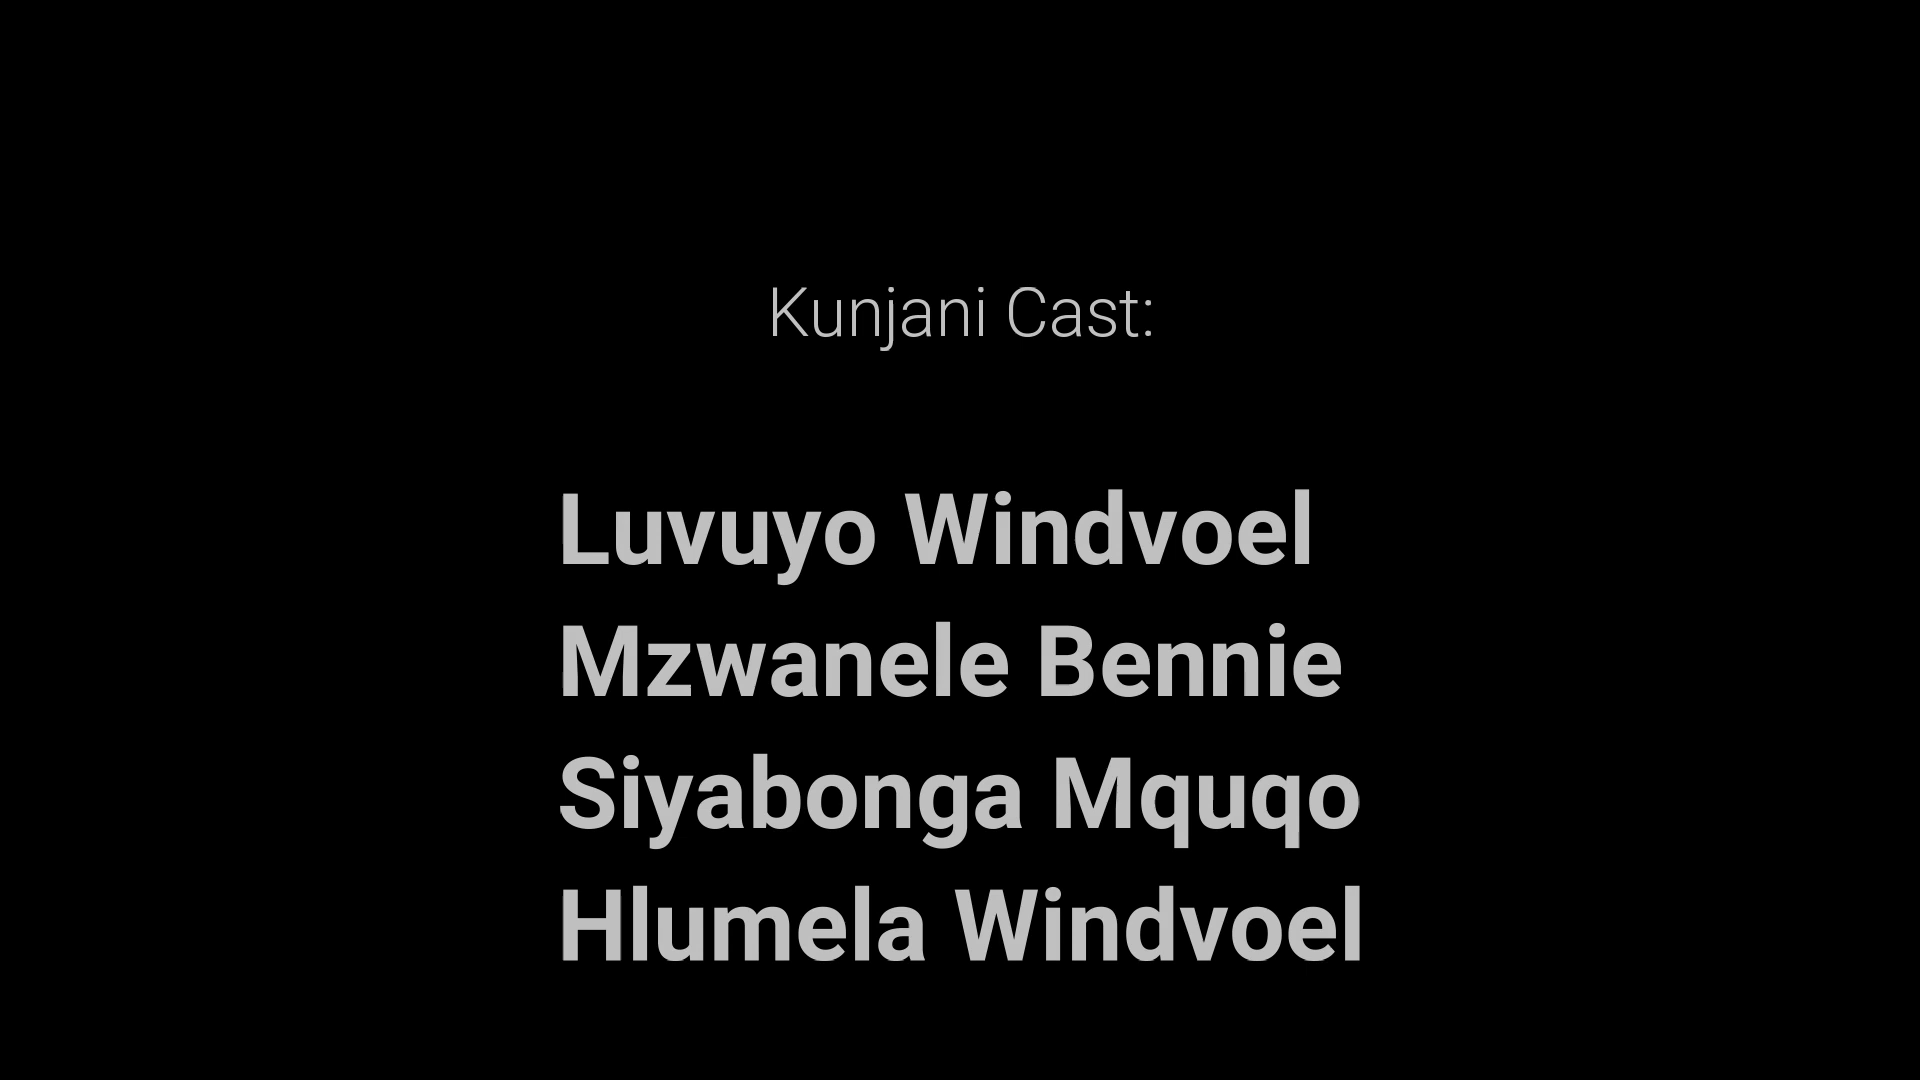 Kunjani Cast:
Luvuyo Windvoel
Mzwanele Bennie
Siyabonga Mquqo
Hlumela Windvoel